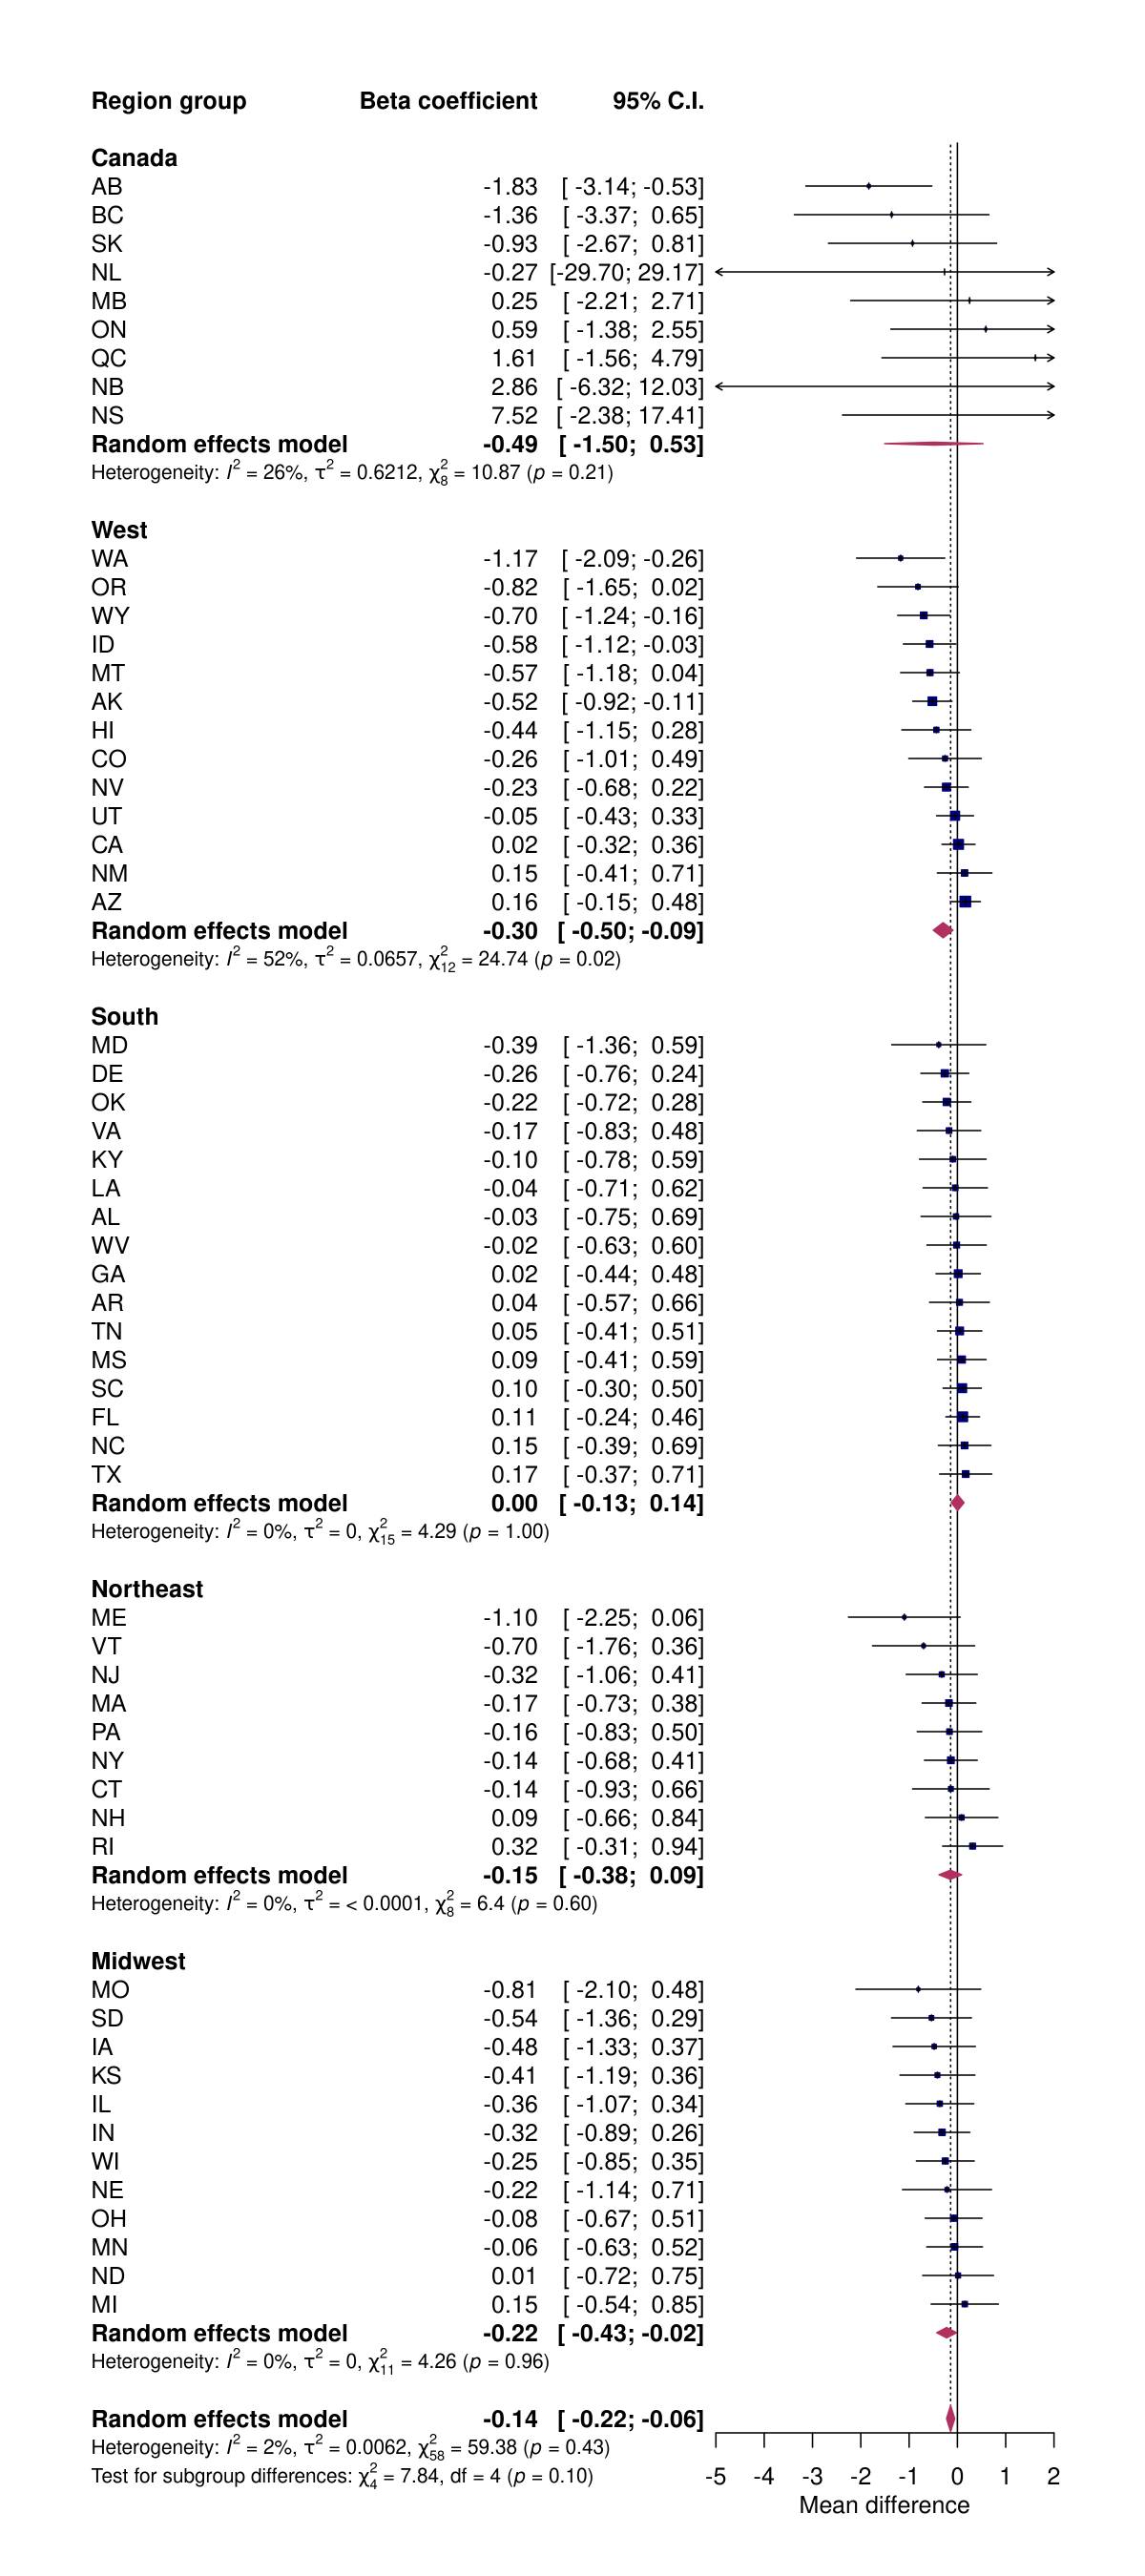 Region group Beta coefficient 95% C.I.
Canada
AB -1.83 [ -3.14; -0.53]
BC -1.36 [ -3.37; 0.65]
SK -0.93 [ -2.67; 0.81]
NL -0.27 [-29.70; 29.17]
MB 0.25 [ -2.21; 2.71]
ON 0.59 [ -1.38; 2.55]
QC 1.61 [ -1.56; 4.79]
NB 2.86 [ -6.32; 12.03]
NS 7.52 [ -2.38; 17.41]
Random effects model -0.49 [ -1.50; 0.53]
Heterogeneity: I² = 26%, τ² = 0.6212, χ²₈ = 10.87 (p = 0.21)
West
WA -1.17 [ -2.09; -0.26]
OR -0.82 [ -1.65; 0.02]
WY -0.70 [ -1.24; -0.16]
ID -0.58 [ -1.12; -0.03]
MT -0.57 [ -1.18; 0.04]
AK -0.52 [ -0.92; -0.11]
HI -0.44 [ -1.15; 0.28]
CO -0.26 [ -1.01; 0.49]
NV -0.23 [ -0.68; 0.22]
UT -0.05 [ -0.43; 0.33]
CA 0.02 [ -0.32; 0.36]
NM 0.15 [ -0.41; 0.71]
AZ 0.16 [ -0.15; 0.48]
Random effects model -0.30 [ -0.50; -0.09]
Heterogeneity: I² = 52%, τ² = 0.0657, χ²₁₂ = 24.74 (p = 0.02)
South
MD -0.39 [ -1.36; 0.59]
DE -0.26 [ -0.76; 0.24]
OK -0.22 [ -0.72; 0.28]
VA -0.17 [ -0.83; 0.48]
KY -0.10 [ -0.78; 0.59]
LA -0.04 [ -0.71; 0.62]
AL -0.03 [ -0.75; 0.69]
WV -0.02 [ -0.63; 0.60]
GA 0.02 [ -0.44; 0.48]
AR 0.04 [ -0.57; 0.66]
TN 0.05 [ -0.41; 0.51]
MS 0.09 [ -0.41; 0.59]
SC 0.10 [ -0.30; 0.50]
FL 0.11 [ -0.24; 0.46]
NC 0.15 [ -0.39; 0.69]
TX 0.17 [ -0.37; 0.71]
Random effects model 0.00 [ -0.13; 0.14]
Heterogeneity: I² = 0%, τ² = 0, χ²₁₅ = 4.29 (p = 1.00)
Northeast
ME -1.10 [ -2.25; 0.06]
VT -0.70 [ -1.76; 0.36]
NJ -0.32 [ -1.06; 0.41]
MA -0.17 [ -0.73; 0.38]
PA -0.16 [ -0.83; 0.50]
NY -0.14 [ -0.68; 0.41]
CT -0.14 [ -0.93; 0.66]
NH 0.09 [ -0.66; 0.84]
RI 0.32 [ -0.31; 0.94]
Random effects model -0.15 [ -0.38; 0.09]
Heterogeneity: I² = 0%, τ² = < 0.0001, χ²₈ = 6.4 (p = 0.60)
Midwest
MO -0.81 [ -2.10; 0.48]
SD -0.54 [ -1.36; 0.29]
IA -0.48 [ -1.33; 0.37]
KS -0.41 [ -1.19; 0.36]
IL -0.36 [ -1.07; 0.34]
IN -0.32 [ -0.89; 0.26]
WI -0.25 [ -0.85; 0.35]
NE -0.22 [ -1.14; 0.71]
OH -0.08 [ -0.67; 0.51]
MN -0.06 [ -0.63; 0.52]
ND 0.01 [ -0.72; 0.75]
MI 0.15 [ -0.54; 0.85]
Random effects model -0.22 [ -0.43; -0.02]
Heterogeneity: I² = 0%, τ² = 0, χ²₁₁ = 4.26 (p = 0.96)
Random effects model -0.14 [ -0.22; -0.06]
Heterogeneity: I² = 2%, τ² = 0.0062, χ²₅₈ = 59.38 (p = 0.43)
Test for subgroup differences: χ²₄ = 7.84, df = 4 (p = 0.10)
-5 -4 -3 -2 -1 0 1 2
Mean difference